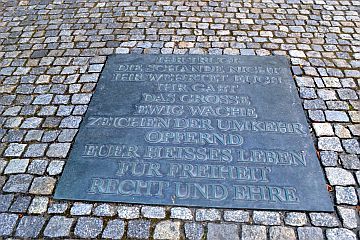 IHR TRUGT
DIE SCHANDE NICHT
IHR WEHRTET EUCH
IHR GABT
DAS GROSSE
EWIG WACHE
ZEICHEN DER UMKEHR
OPFERND
EUER HEISSES LEBEN
FÜR FREIHEIT
RECHT UND EHRE